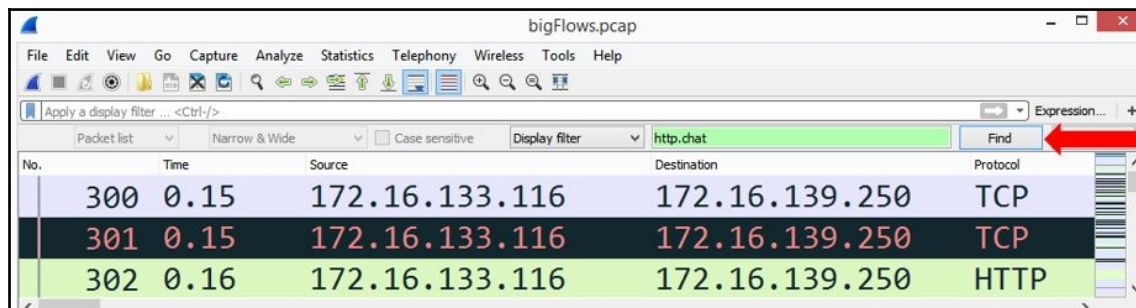 bigFlows.pcap
File Edit View Go Capture Analyze Statistics Telephony Wireless Tools Help
Apply a display filter ... <Ctrl-/> Expression... +
Packet list Narrow & Wide Case sensitive Display filter http.chat Find
No. Time Source Destination Protocol
300 0.15 172.16.133.116 172.16.139.250 TCP
301 0.15 172.16.133.116 172.16.139.250 TCP
302 0.16 172.16.133.116 172.16.139.250 HTTP